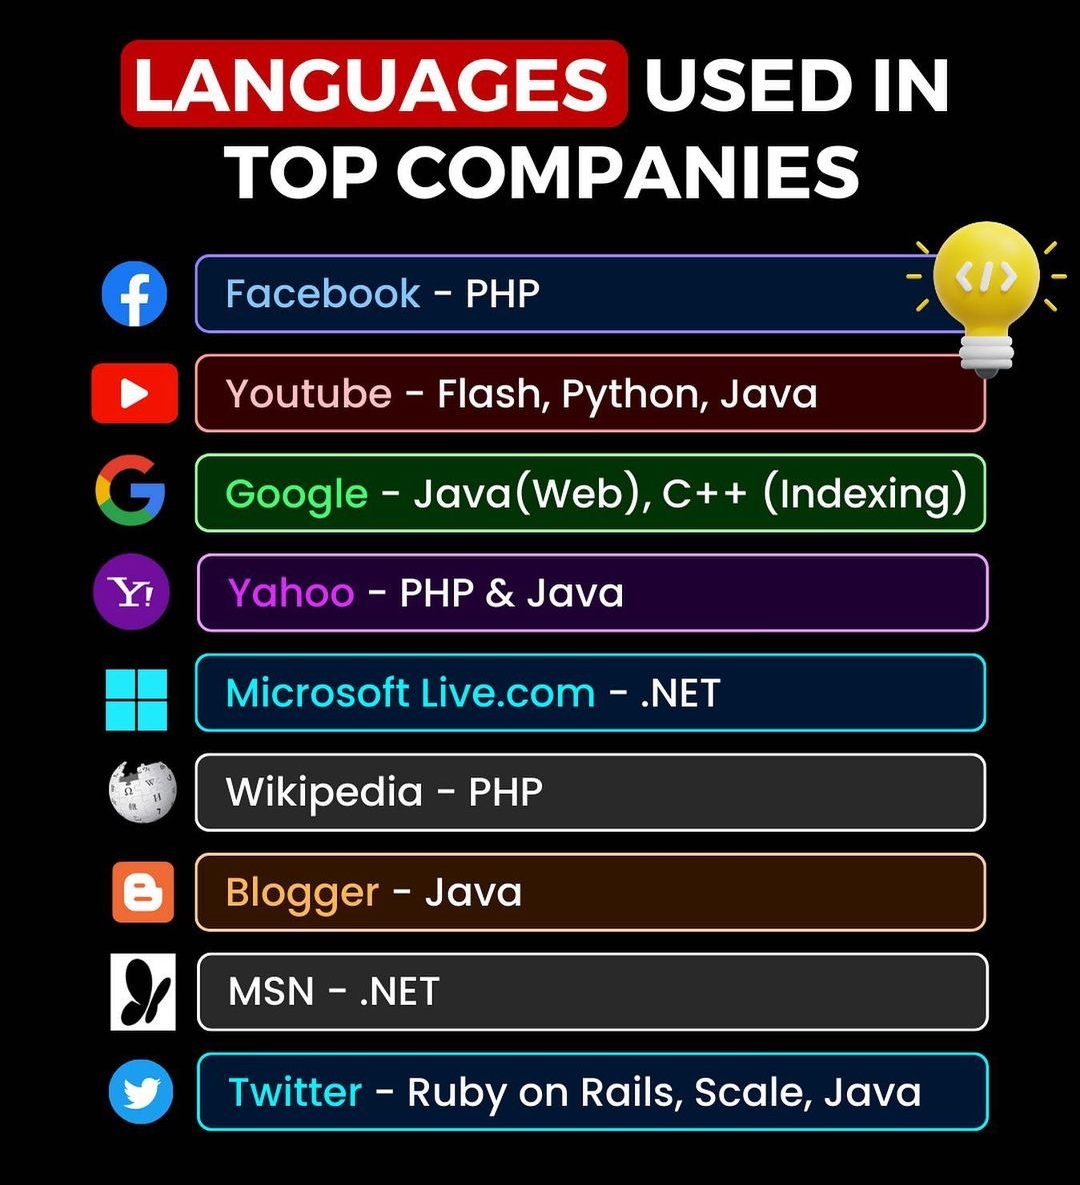 LANGUAGES USED IN
TOP COMPANIES
</>
Facebook - PHP
Youtube - Flash, Python, Java
Google - Java(Web), C++ (Indexing)
Y!
Yahoo - PHP & Java
Microsoft Live.com - .NET
Wikipedia - PHP
Blogger - Java
MSN - .NET
Twitter - Ruby on Rails, Scale, Java